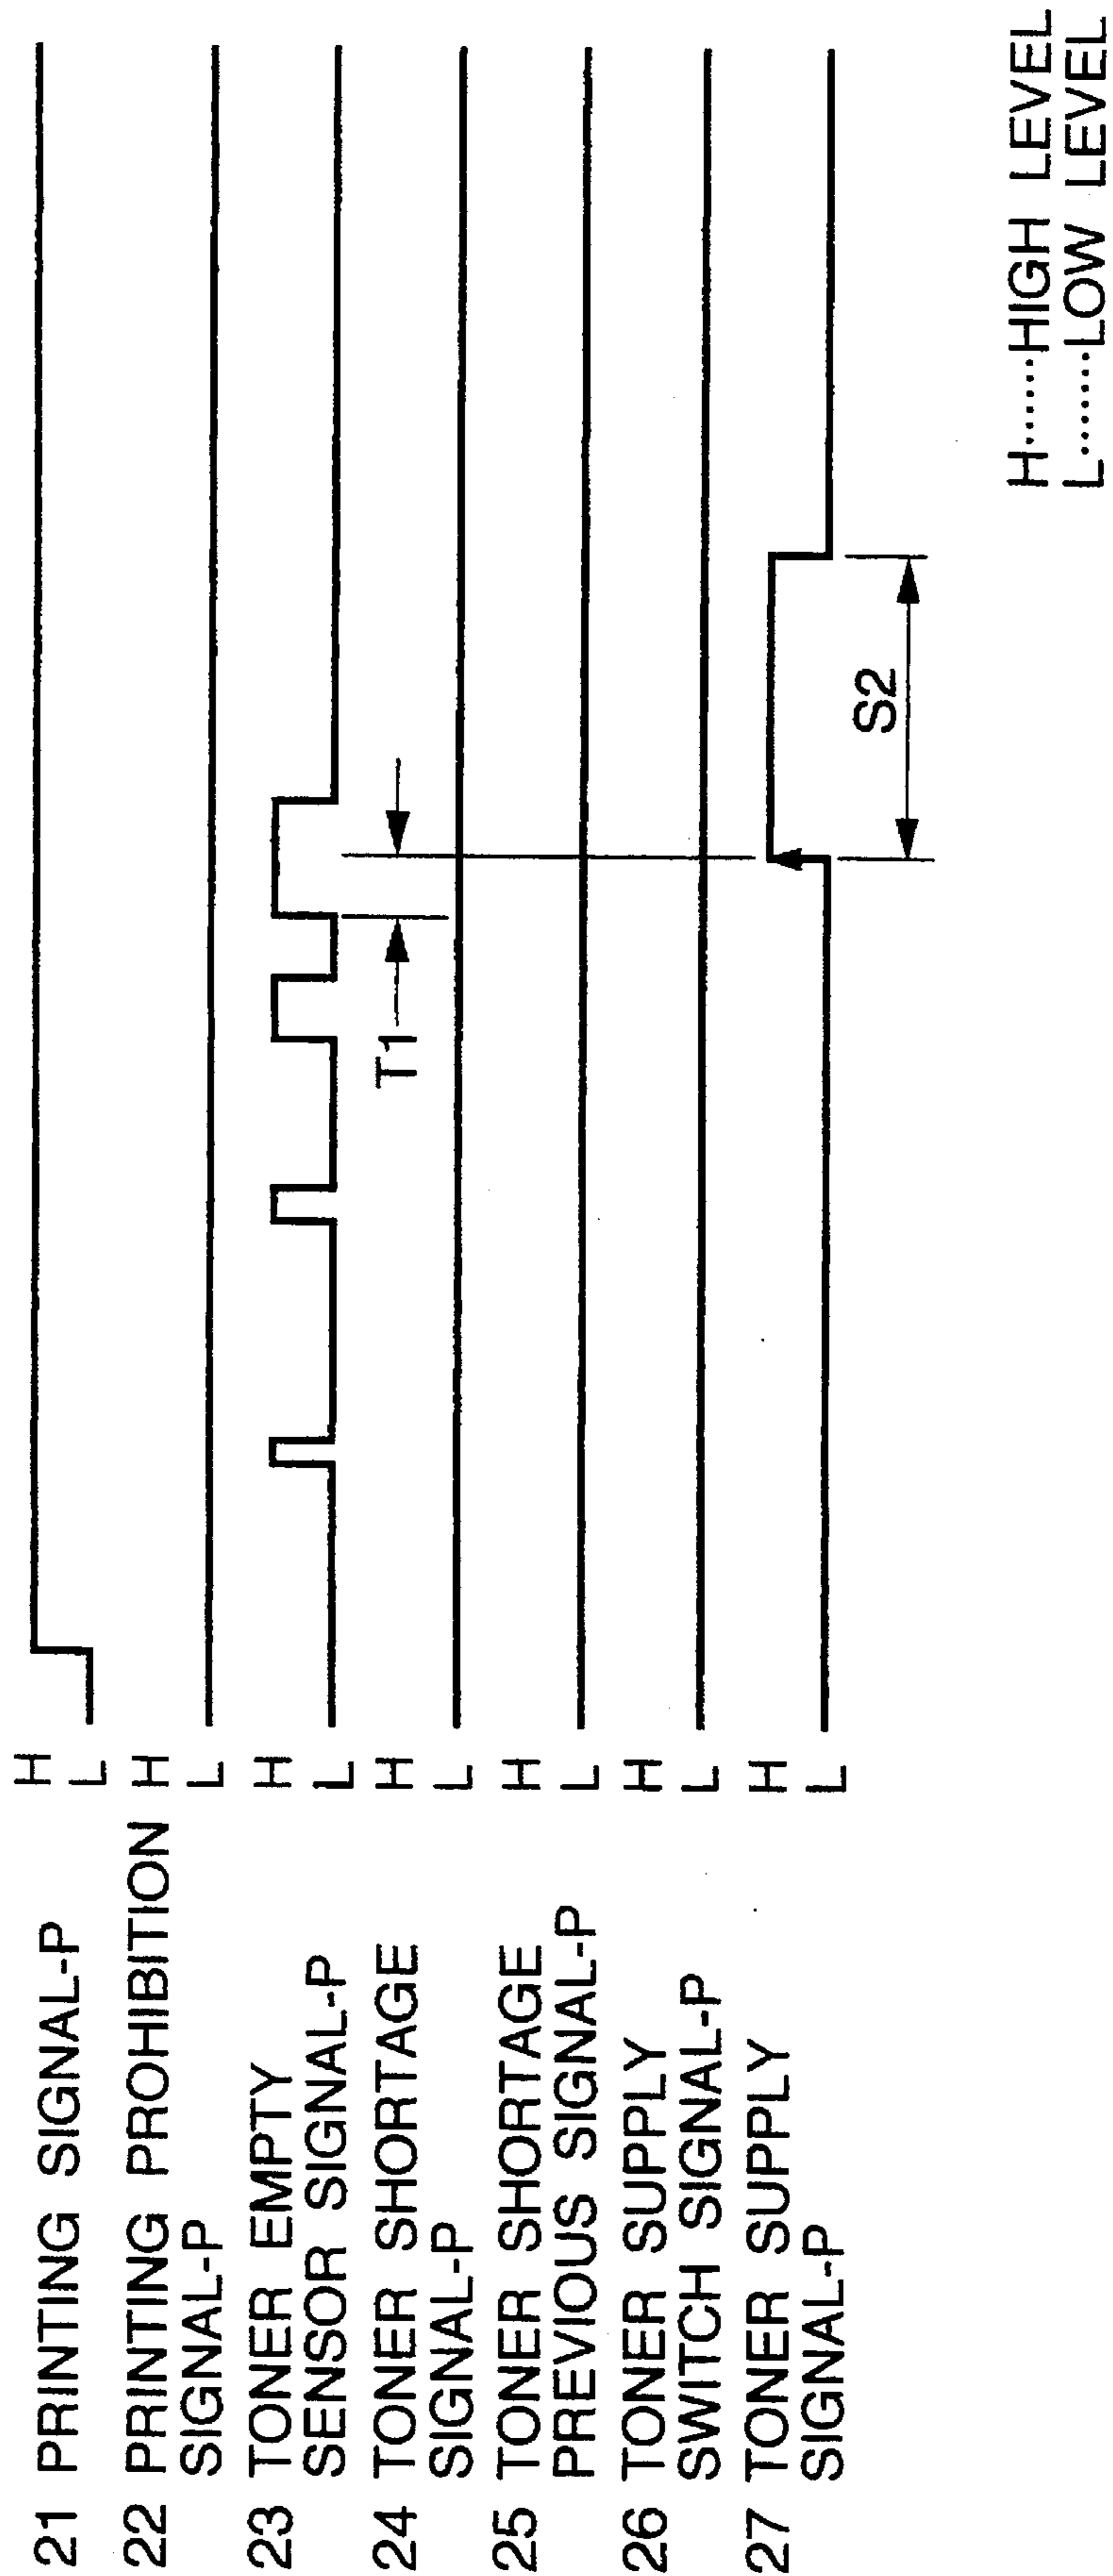 21 PRINTING SIGNAL-P
H
L
22 PRINTING PROHIBITION
SIGNAL-P
H
L
23 TONER EMPTY
SENSOR SIGNAL-P
H
L
24 TONER SHORTAGE
SIGNAL-P
H
L
25 TONER SHORTAGE
PREVIOUS SIGNAL-P
H
L
26 TONER SUPPLY
SWITCH SIGNAL-P
H
L
27 TONER SUPPLY
SIGNAL-P
H
L
T1
S2
H.......HIGH LEVEL
L........LOW LEVEL